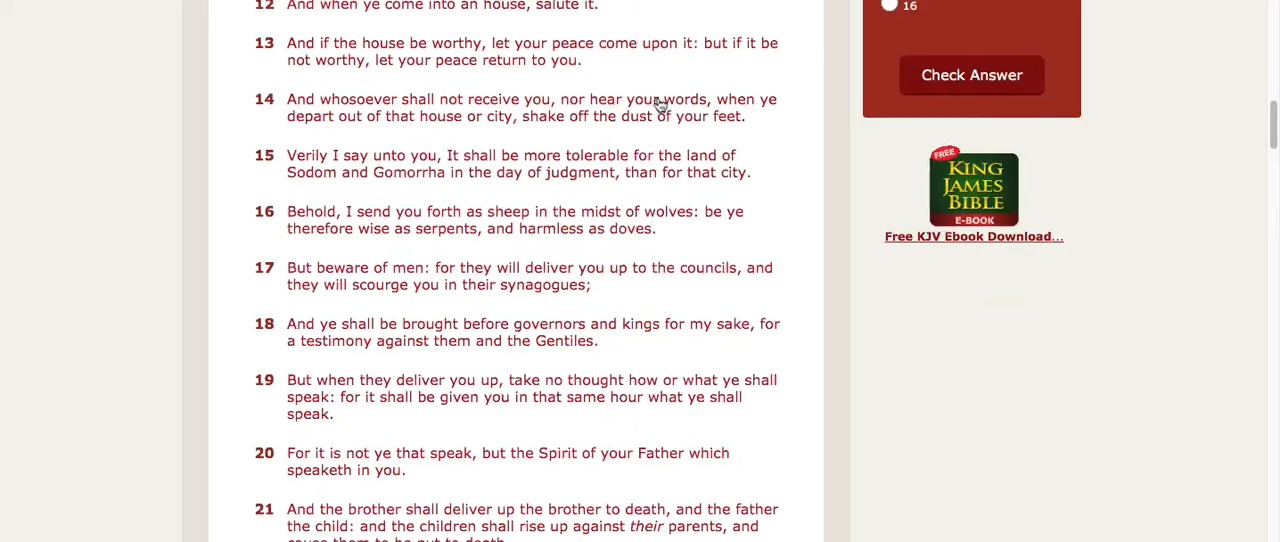 12 And when ye come into an house, salute it.
13 And if the house be worthy, let your peace come upon it: but if it be
not worthy, let your peace return to you.
14 And whosoever shall not receive you, nor hear your words, when ye
depart out of that house or city, shake off the dust of your feet.
15 Verily I say unto you, It shall be more tolerable for the land of
Sodom and Gomorrha in the day of judgment, than for that city.
16 Behold, I send you forth as sheep in the midst of wolves: be ye
therefore wise as serpents, and harmless as doves.
17 But beware of men: for they will deliver you up to the councils, and
they will scourge you in their synagogues;
18 And ye shall be brought before governors and kings for my sake, for
a testimony against them and the Gentiles.
19 But when they deliver you up, take no thought how or what ye shall
speak: for it shall be given you in that same hour what ye shall
speak.
20 For it is not ye that speak, but the Spirit of your Father which
speaketh in you.
21 And the brother shall deliver up the brother to death, and the father
the child: and the children shall rise up against their parents, and
cause them to be put to death.
16
Check Answer
FREE
KING
JAMES
BIBLE
E-BOOK
Free KJV Ebook Download...